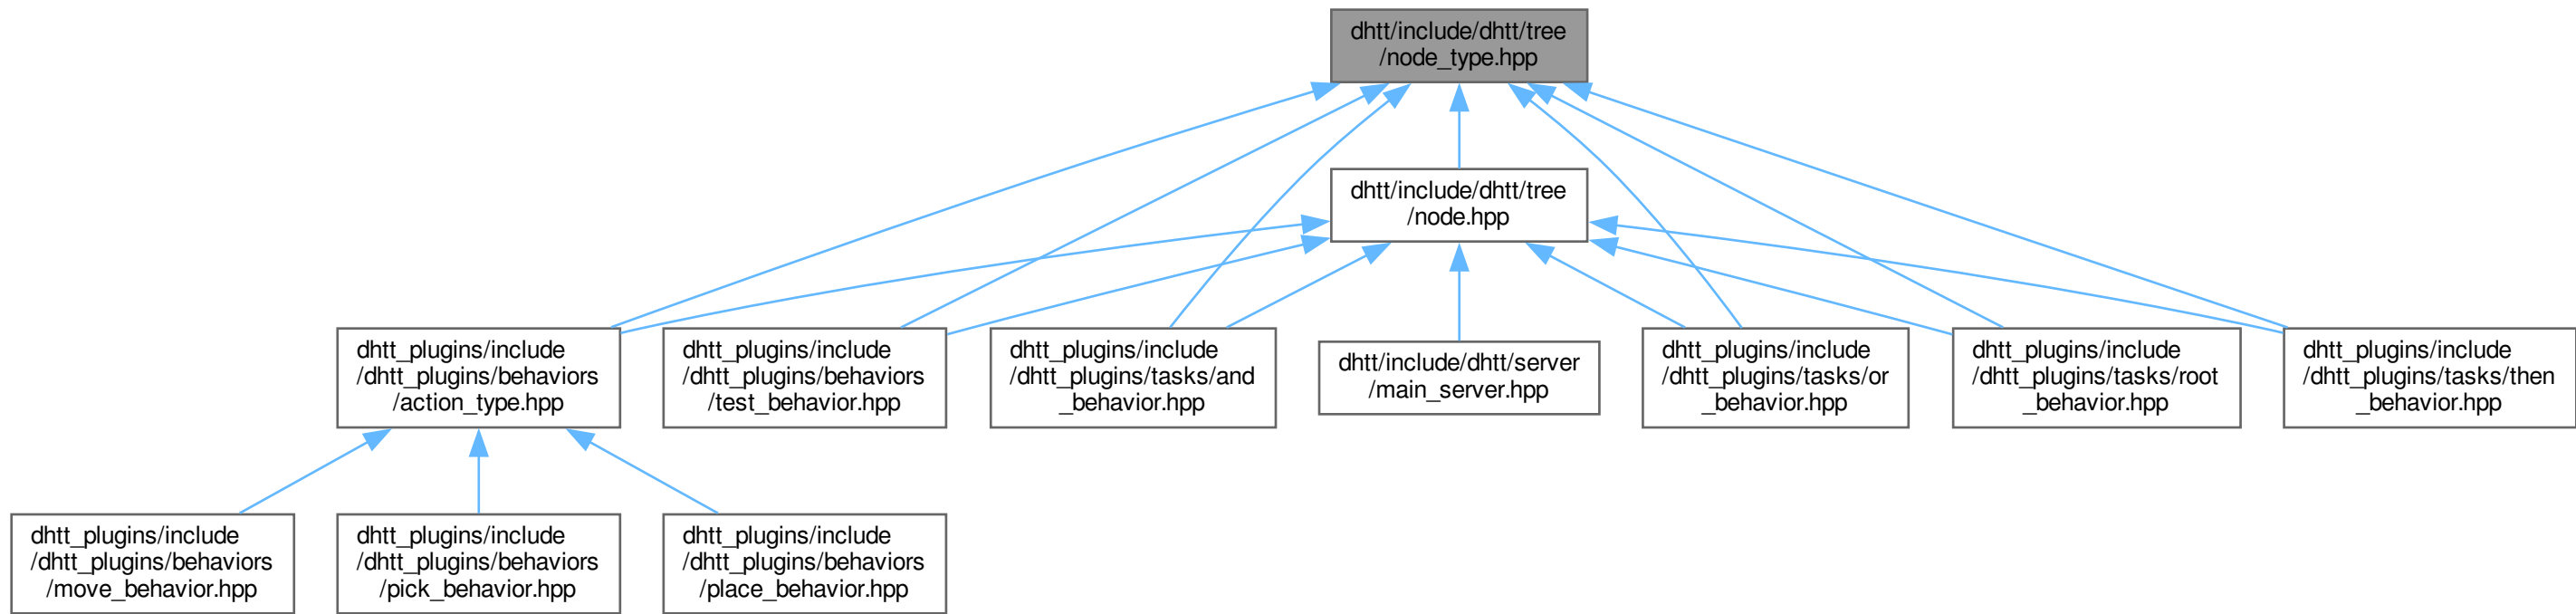 dhtt/include/dhtt/tree
/node_type.hpp
dhtt/include/dhtt/tree
/node.hpp
dhtt_plugins/include
/dhtt_plugins/behaviors
/action_type.hpp
dhtt_plugins/include
/dhtt_plugins/behaviors
/test_behavior.hpp
dhtt_plugins/include
/dhtt_plugins/tasks/and
_behavior.hpp
dhtt/include/dhtt/server
/main_server.hpp
dhtt_plugins/include
/dhtt_plugins/tasks/or
_behavior.hpp
dhtt_plugins/include
/dhtt_plugins/tasks/root
_behavior.hpp
dhtt_plugins/include
/dhtt_plugins/tasks/then
_behavior.hpp
dhtt_plugins/include
/dhtt_plugins/behaviors
/move_behavior.hpp
dhtt_plugins/include
/dhtt_plugins/behaviors
/pick_behavior.hpp
dhtt_plugins/include
/dhtt_plugins/behaviors
/place_behavior.hpp